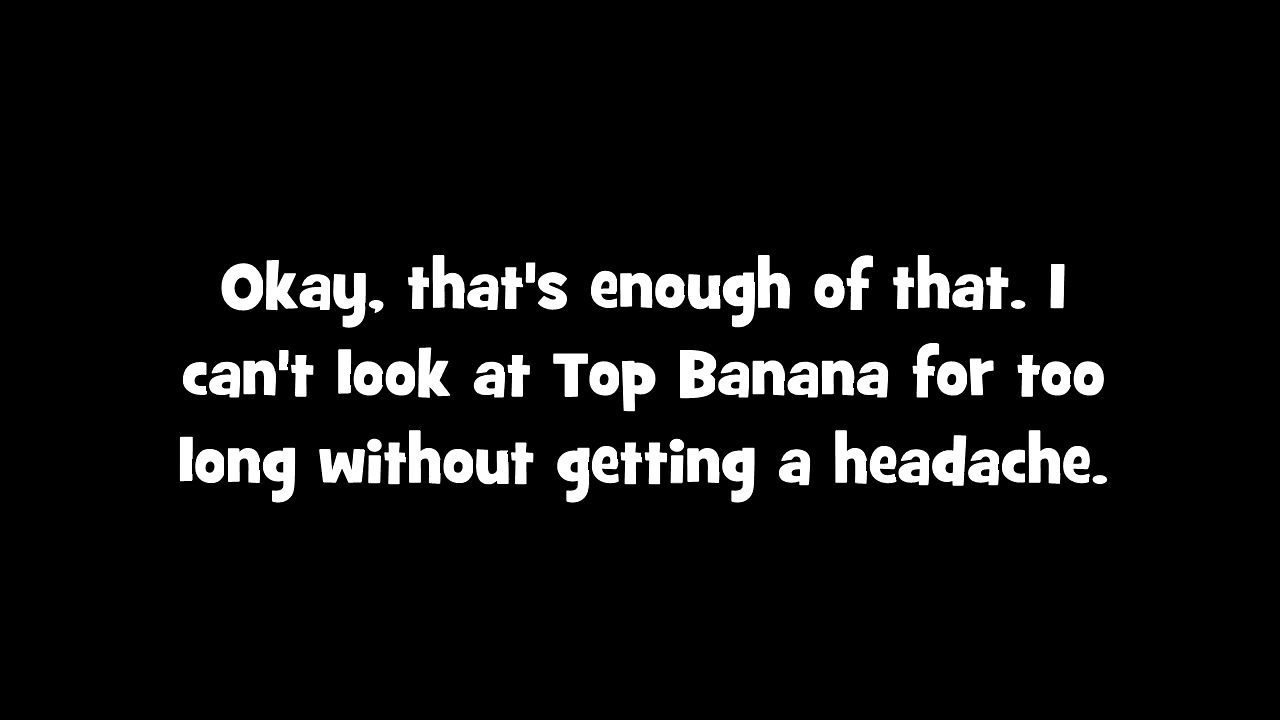 Okay, that's enough of that. I
can't look at Top Banana for too
long without getting a headache.